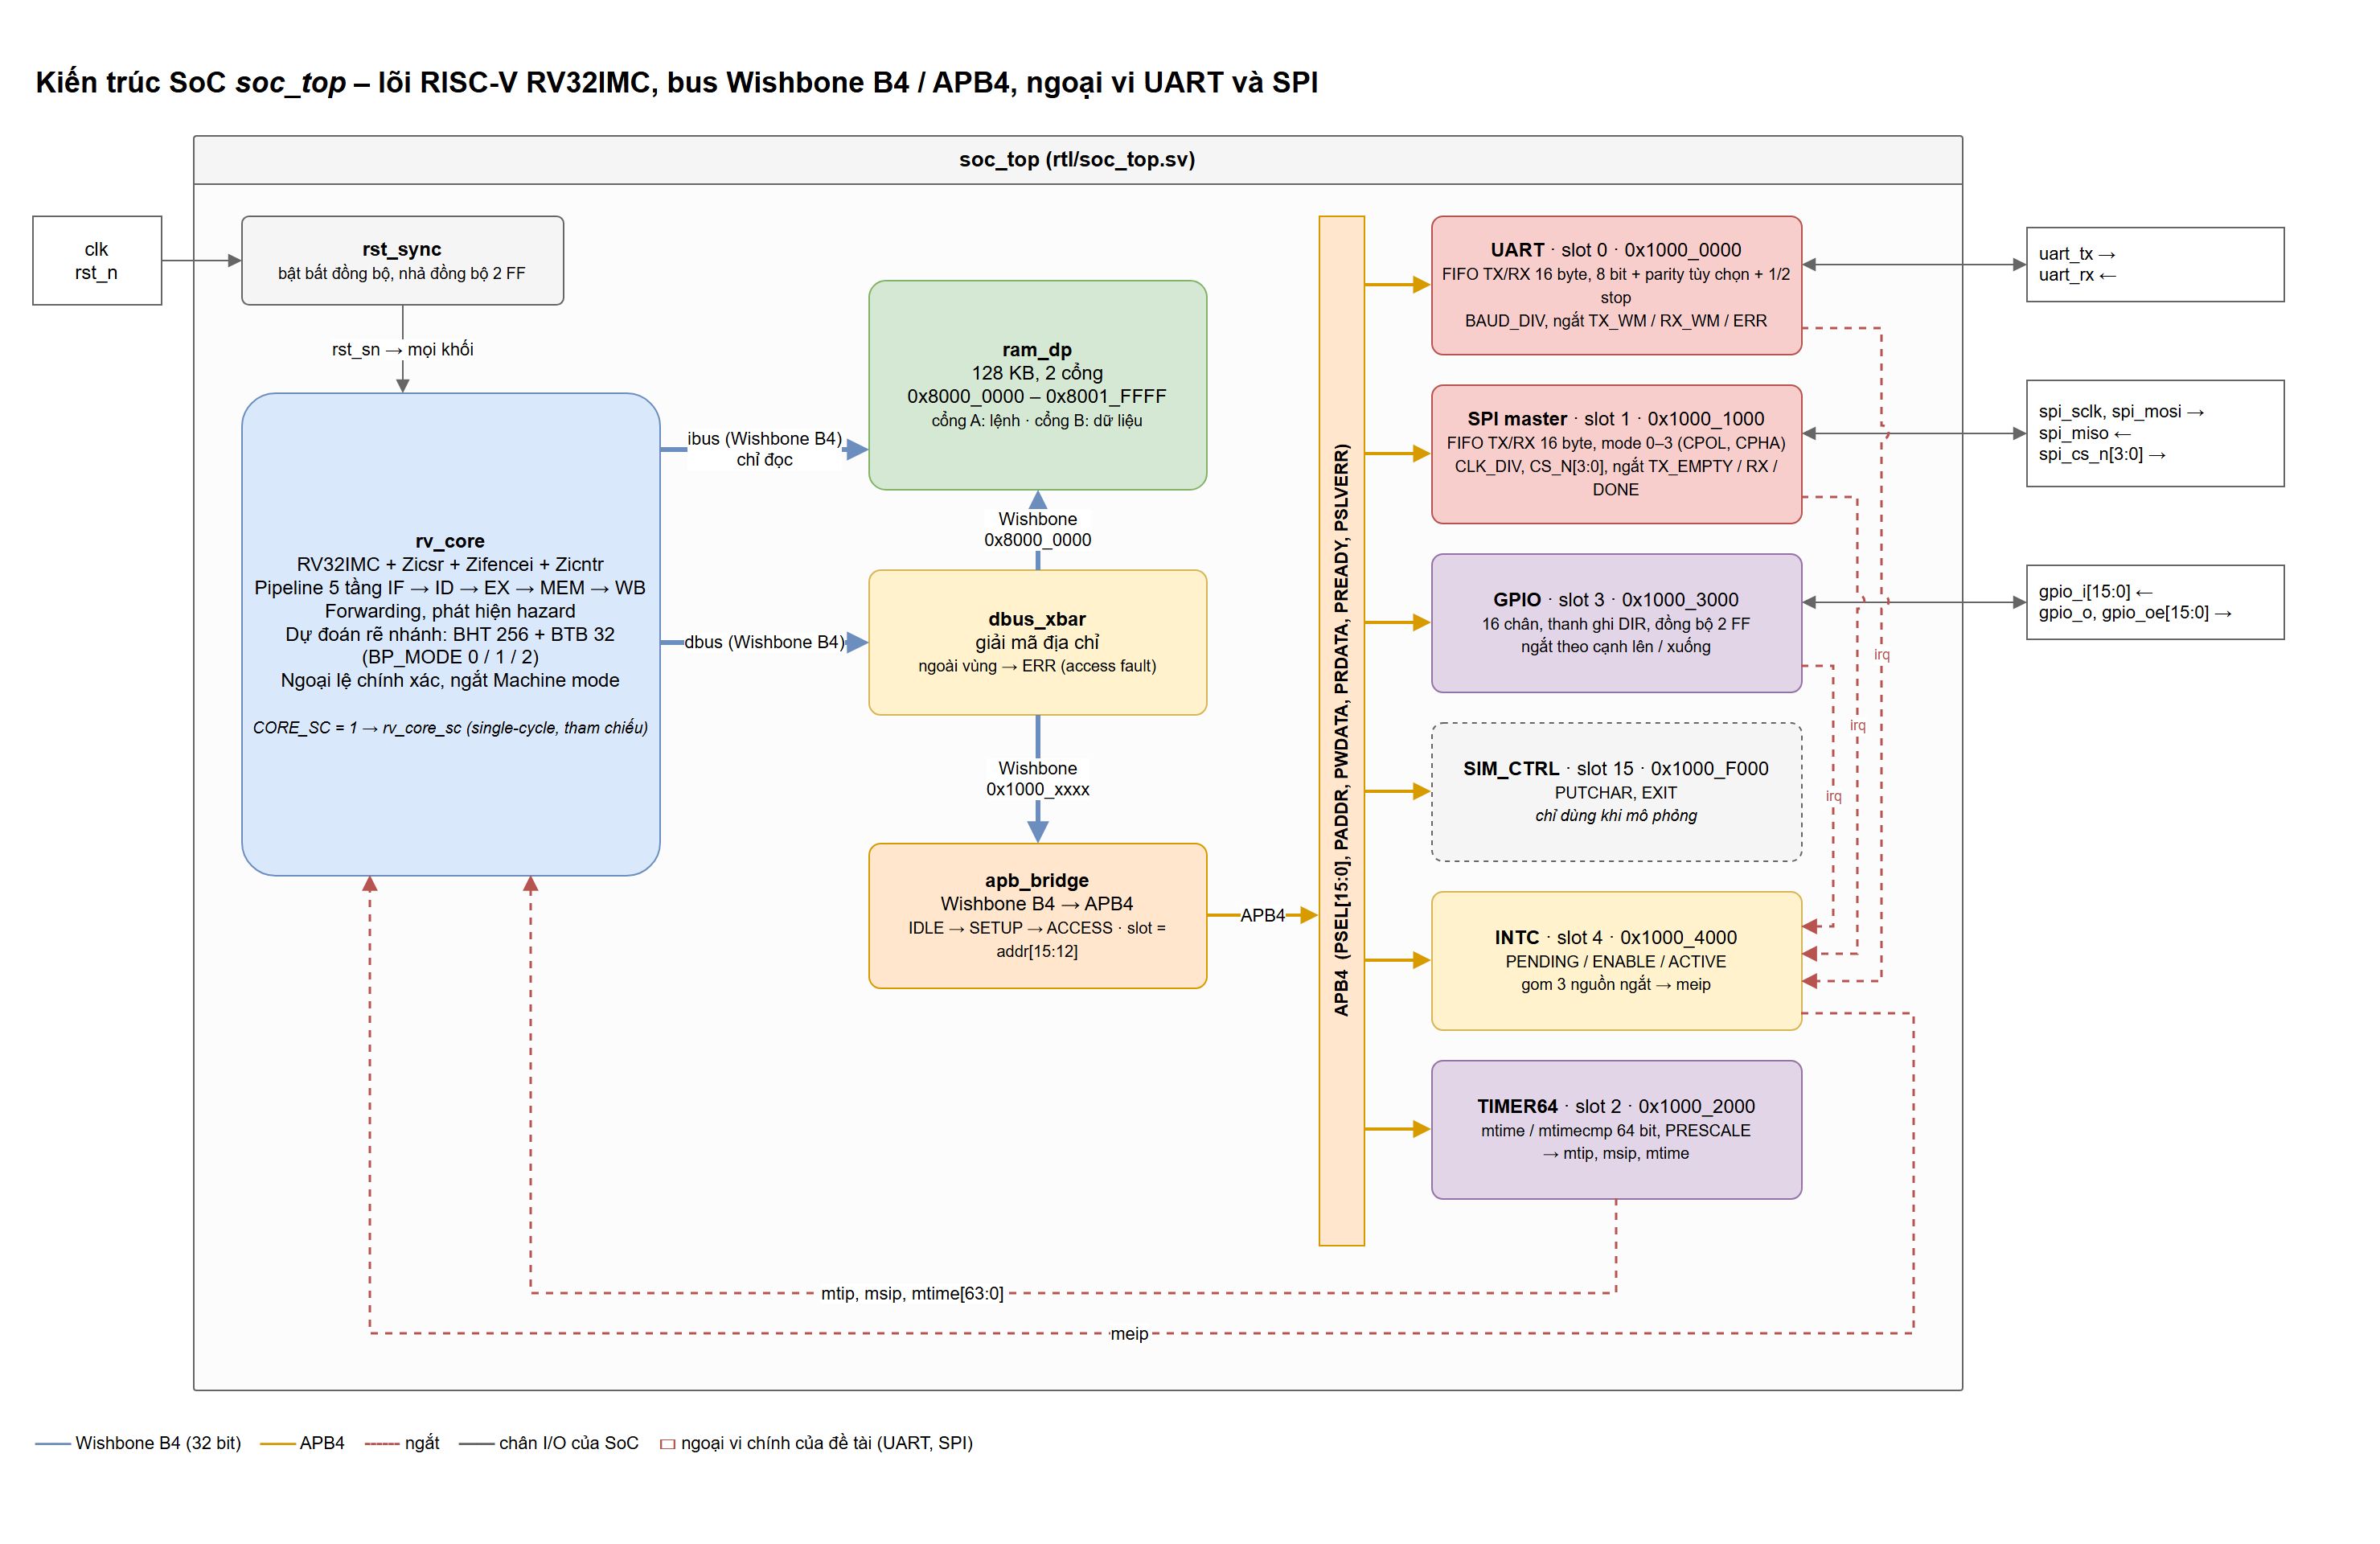 Kiến trúc SoC soc_top – lõi RISC-V RV32IMC, bus Wishbone B4 / APB4, ngoại vi UART và SPI
soc_top (rtl/soc_top.sv)
clk
rst_n
rst_sync
bật bất đồng bộ, nhả đồng bộ 2 FF
rst_sn → mọi khối
rv_core
RV32IMC + Zicsr + Zifencei + Zicntr
Pipeline 5 tầng IF → ID → EX → MEM → WB
Forwarding, phát hiện hazard
Dự đoán rẽ nhánh: BHT 256 + BTB 32
(BP_MODE 0 / 1 / 2)
Ngoại lệ chính xác, ngắt Machine mode
CORE_SC = 1 → rv_core_sc (single-cycle, tham chiếu)
ibus (Wishbone B4)
chỉ đọc
dbus (Wishbone B4)
ram_dp
128 KB, 2 cổng
0x8000_0000 – 0x8001_FFFF
cổng A: lệnh · cổng B: dữ liệu
Wishbone
0x8000_0000
dbus_xbar
giải mã địa chỉ
ngoài vùng → ERR (access fault)
Wishbone
0x1000_xxxx
apb_bridge
Wishbone B4 → APB4
IDLE → SETUP → ACCESS · slot =
addr[15:12]
APB4
APB4 (PSEL[15:0], PADDR, PWDATA, PRDATA, PREADY, PSLVERR)
UART · slot 0 · 0x1000_0000
FIFO TX/RX 16 byte, 8 bit + parity tùy chọn + 1/2
stop
BAUD_DIV, ngắt TX_WM / RX_WM / ERR
SPI master · slot 1 · 0x1000_1000
FIFO TX/RX 16 byte, mode 0–3 (CPOL, CPHA)
CLK_DIV, CS_N[3:0], ngắt TX_EMPTY / RX /
DONE
GPIO · slot 3 · 0x1000_3000
16 chân, thanh ghi DIR, đồng bộ 2 FF
ngắt theo cạnh lên / xuống
SIM_CTRL · slot 15 · 0x1000_F000
PUTCHAR, EXIT
chỉ dùng khi mô phỏng
INTC · slot 4 · 0x1000_4000
PENDING / ENABLE / ACTIVE
gom 3 nguồn ngắt → meip
TIMER64 · slot 2 · 0x1000_2000
mtime / mtimecmp 64 bit, PRESCALE
→ mtip, msip, mtime
irq
irq
irq
uart_tx →
uart_rx ←
spi_sclk, spi_mosi →
spi_miso ←
spi_cs_n[3:0] →
gpio_i[15:0] ←
gpio_o, gpio_oe[15:0] →
mtip, msip, mtime[63:0]
meip
Wishbone B4 (32 bit) APB4 ngắt chân I/O của SoC ngoại vi chính của đề tài (UART, SPI)